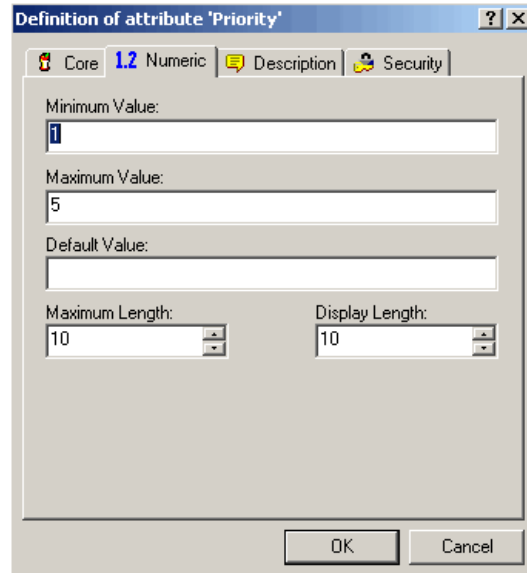 Definition of attribute 'Priority'
Core 1.2 Numeric Description Security
Minimum Value:
1
Maximum Value:
5
Default Value:
Maximum Length: Display Length:
10 10
OK Cancel